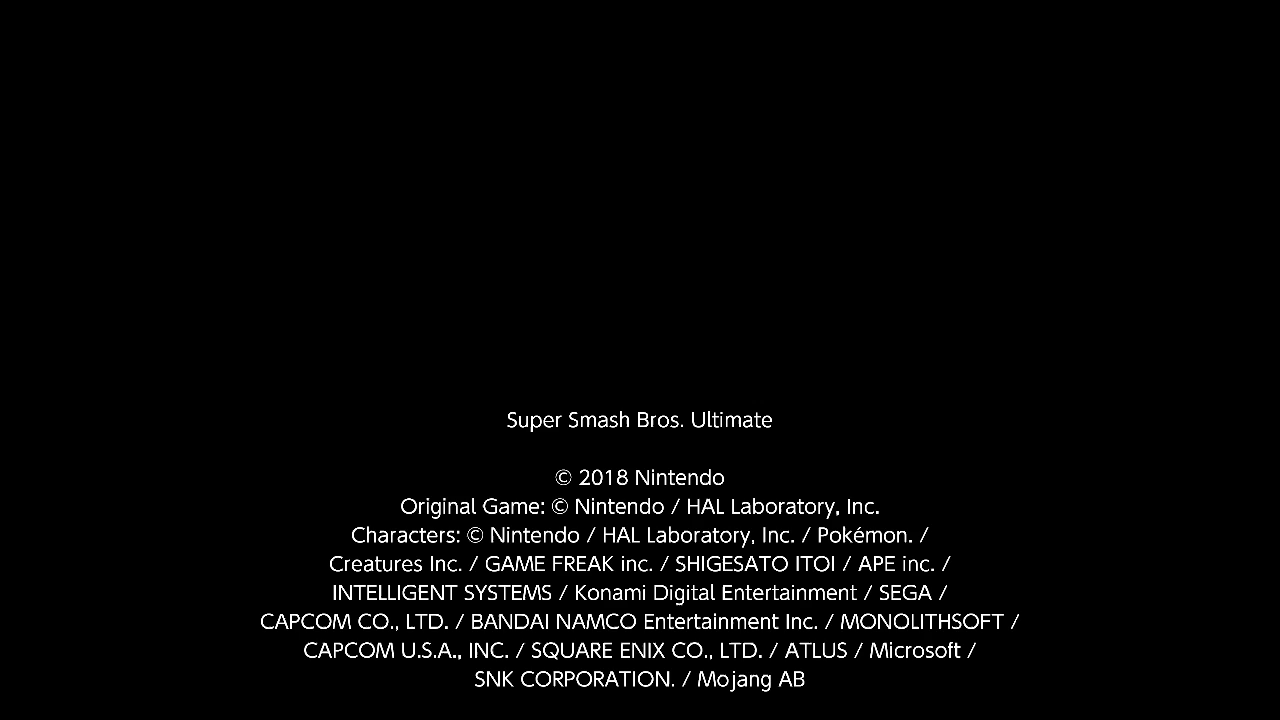 Super Smash Bros. Ultimate
© 2018 Nintendo
Original Game: © Nintendo / HAL Laboratory, Inc.
Characters: © Nintendo / HAL Laboratory, Inc. / Pokémon. /
Creatures Inc. / GAME FREAK inc. / SHIGESATO ITOI / APE inc. /
INTELLIGENT SYSTEMS / Konami Digital Entertainment / SEGA /
CAPCOM CO., LTD. / BANDAI NAMCO Entertainment Inc. / MONOLITHSOFT /
CAPCOM U.S.A., INC. / SQUARE ENIX CO., LTD. / ATLUS / Microsoft /
SNK CORPORATION. / Mojang AB